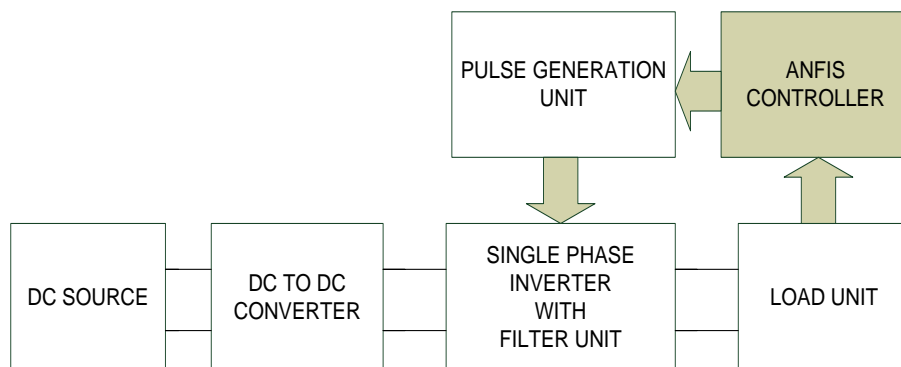 PULSE GENERATION
UNIT
ANFIS
CONTROLLER
DC SOURCE
DC TO DC
CONVERTER
SINGLE PHASE
INVERTER
WITH
FILTER UNIT
LOAD UNIT